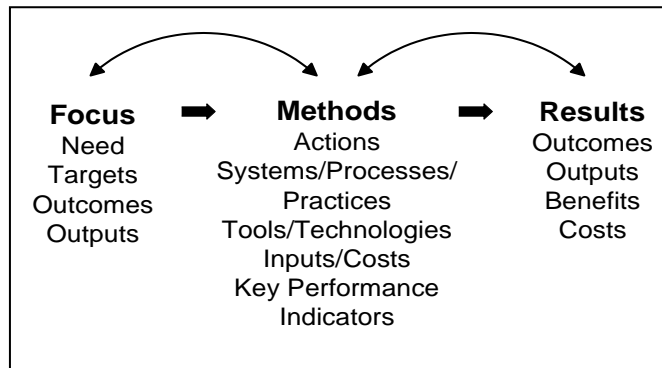 Focus
Need
Targets
Outcomes
Outputs
Methods
Actions
Systems/Processes/
Practices
Tools/Technologies
Inputs/Costs
Key Performance
Indicators
Results
Outcomes
Outputs
Benefits
Costs